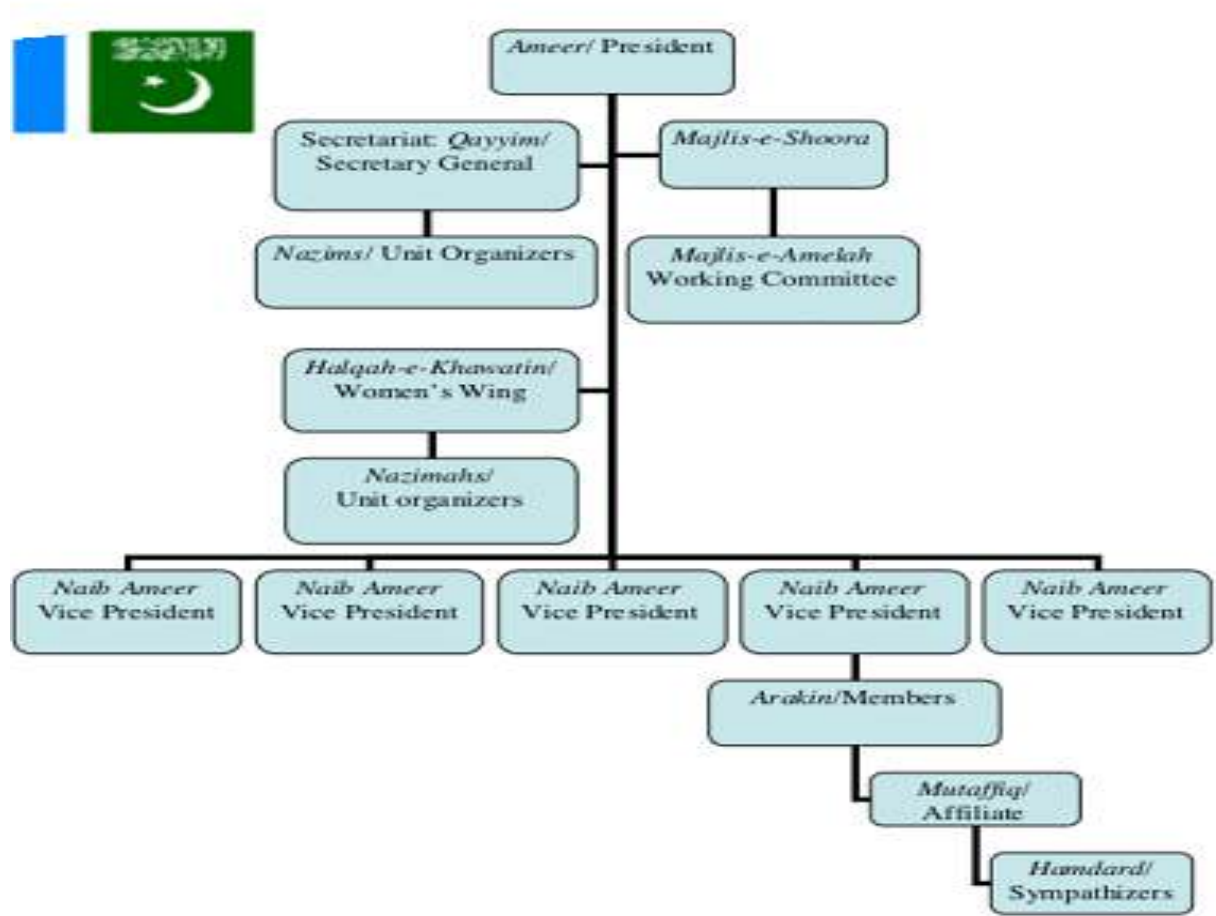 Ameer/ President
Secretariat: Qayyim/
Secretary General
Majlis-e-Shoora
Nazims/ Unit Organizers
Majlis-e-Amelah
Working Committee
Halqah-e-Khawatin/
Women's Wing
Nazimahs/
Unit organizers
Naib Ameer
Vice President
Naib Ameer
Vice President
Naib Ameer
Vice President
Naib Ameer
Vice President
Naib Ameer
Vice President
Arakin/Members
Mutaffiq/
Affiliate
Hamdard/
Sympathizers